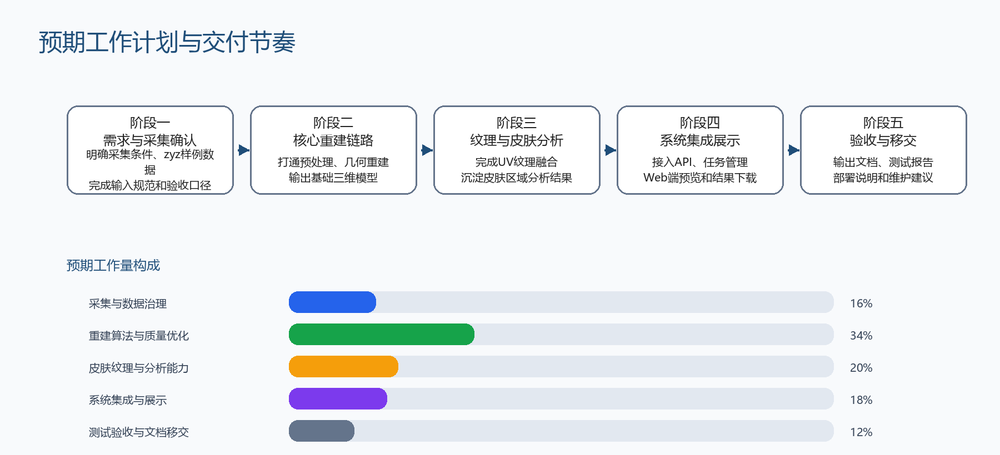 预期工作计划与交付节奏
阶段一
需求与采集确认
明确采集条件、zyz样例数
据
完成输入规范和验收口径
阶段二
核心重建链路
打通预处理、几何重建
输出基础三维模型
阶段三
纹理与皮肤分析
完成UV纹理融合
沉淀皮肤区域分析结果
阶段四
系统集成展示
接入API、任务管理
Web端预览和结果下载
阶段五
验收与移交
输出文档、测试报告
部署说明和维护建议
预期工作量构成
采集与数据治理 16%
重建算法与质量优化 34%
皮肤纹理与分析能力 20%
系统集成与展示 18%
测试验收与文档移交 12%